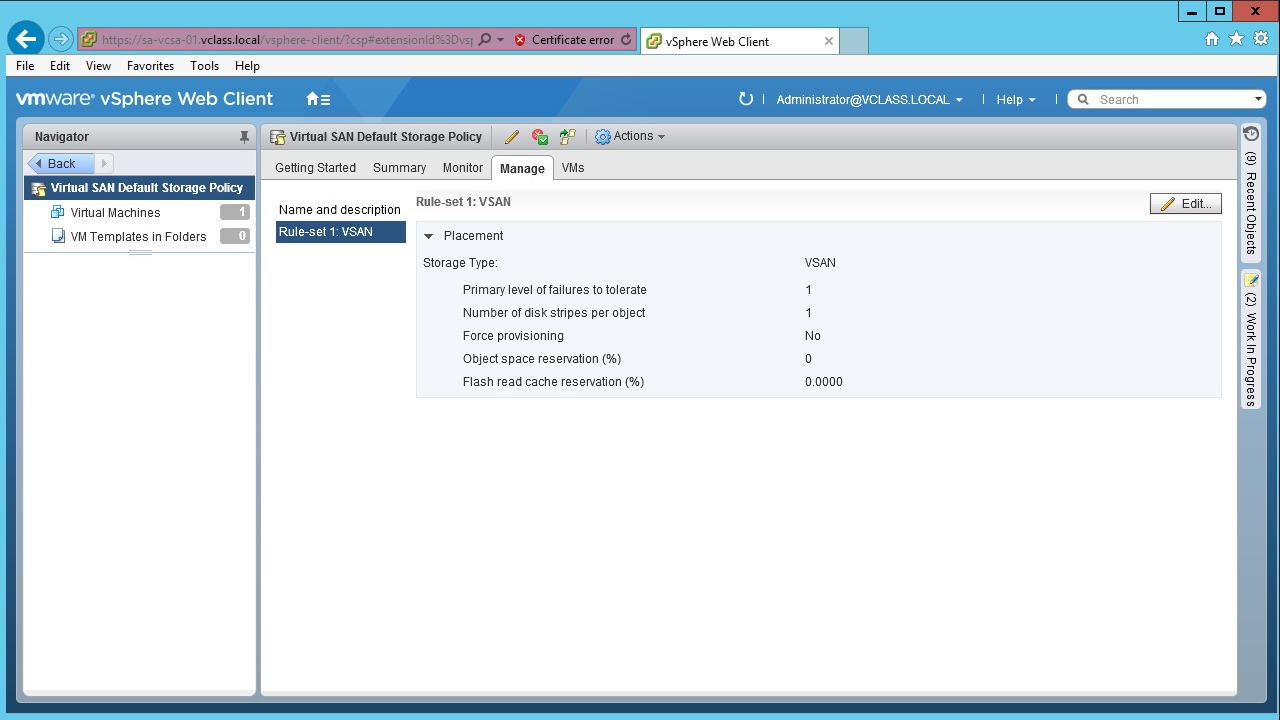 https://sa-vcsa-01.vclass.local/vsphere-client/?csp#extensionId%3Dvsp
Certificate error
vSphere Web Client
File Edit View Favorites Tools Help
vmware® vSphere Web Client
Administrator@VCLASS.LOCAL
Help
Search
Navigator
Back
Virtual SAN Default Storage Policy
Virtual Machines 1
VM Templates in Folders 0
Virtual SAN Default Storage Policy
Actions
Getting Started Summary Monitor Manage VMs
Name and description
Rule-set 1: VSAN
Rule-set 1: VSAN
Edit...
Placement
Storage Type: VSAN
Primary level of failures to tolerate 1
Number of disk stripes per object 1
Force provisioning No
Object space reservation (%) 0
Flash read cache reservation (%) 0.0000
(9) Recent Objects
(2) Work In Progress